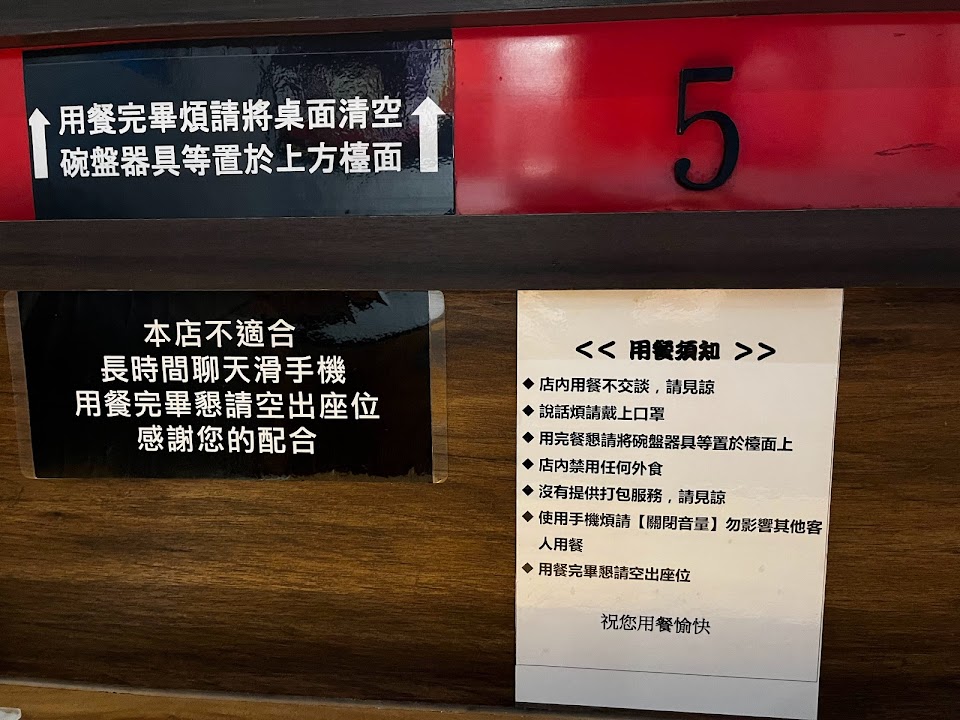 用餐完畢煩請將桌面清空
碗盤器具等置於上方檯面
5
本店不適合
長時間聊天滑手機
用餐完畢懇請空出座位
感謝您的配合
<< 用餐須知 >>
◆ 店內用餐不交談，請見諒
◆ 說話煩請戴上口罩
◆ 用完餐懇請將碗盤器具等置於檯面上
◆ 店內禁用任何外食
◆ 沒有提供打包服務，請見諒
◆ 使用手機煩請【關閉音量】勿影響其他客
人用餐
◆ 用餐完畢懇請空出座位
祝您用餐愉快